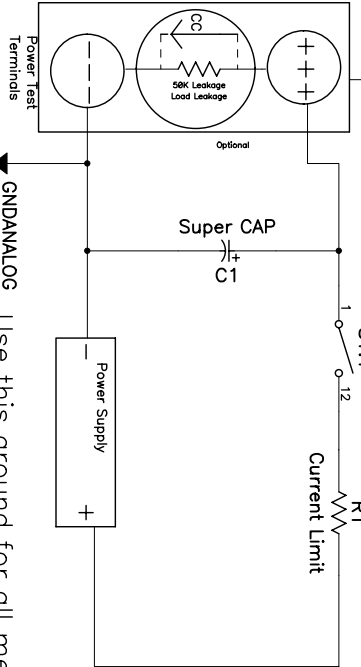 CC
50K Leakage
Load Leakage
+++
---
Power Test
Terminals
Optional
Super CAP
+
C1
1
12
R1
Current Limit
-
Power Supply
+
GNDANALOG
Use this ground for all